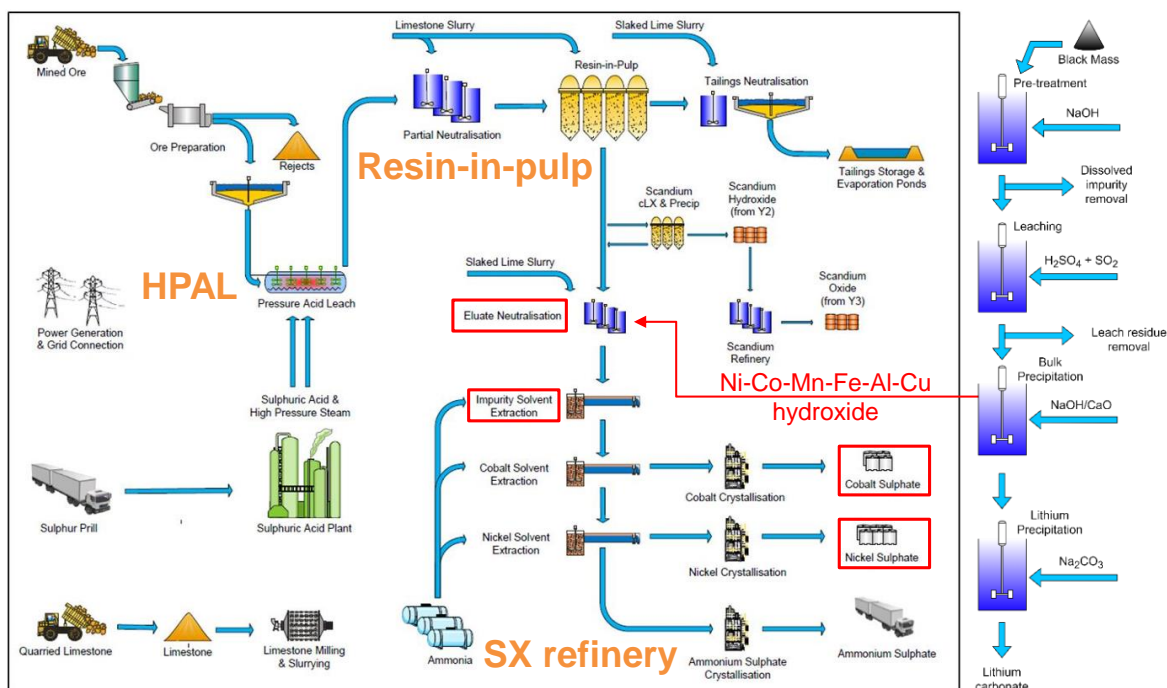 Mined Ore
Ore Preparation
Rejects
Limestone Slurry
Slaked Lime Slurry
Resin-in-Pulp
Partial Neutralisation
Tailings Neutralisation
Tailings Storage &
Evaporation Ponds
Resin-in-pulp
HPAL
Pressure Acid Leach
Power Generation
& Grid Connection
Sulphuric Acid &
High Pressure Steam
Sulphur Prill
Sulphuric Acid Plant
Quarried Limestone
Limestone
Limestone Milling
& Slurrying
Scandium
cLX & Precip
Scandium
Hydroxide
(from Y2)
Scandium
Oxide
(from Y3)
Scandium
Refinery
Slaked Lime Slurry
Eluate Neutralisation
Impurity Solvent
Extraction
Cobalt Solvent
Extraction
Cobalt Crystallisation
Cobalt Sulphate
Nickel Solvent
Extraction
Nickel Crystallisation
Nickel Sulphate
Ammonia
SX refinery
Ammonium Sulphate
Crystallisation
Ammonium Sulphate
Ni-Co-Mn-Fe-Al-Cu
hydroxide
Black Mass
Pre-treatment
NaOH
Dissolved
impurity
removal
Leaching
H₂SO₄ + SO₂
Leach residue
removal
Bulk
Precipitation
NaOH/CaO
Lithium
Precipitation
Na₂CO₃
Lithium
carbonate